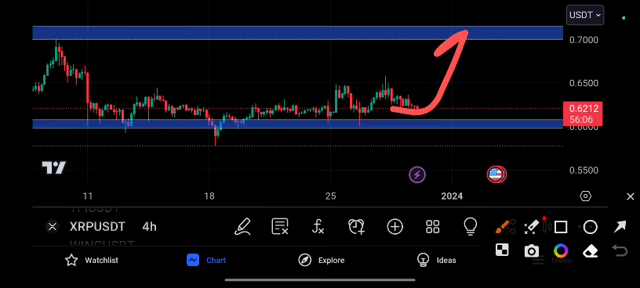 USDT
0.7000
0.6500
0.6212
56:06
0.6000
0.5500
11
18
25
2024
XRPUSDT 4h
Watchlist
Chart
Explore
Ideas